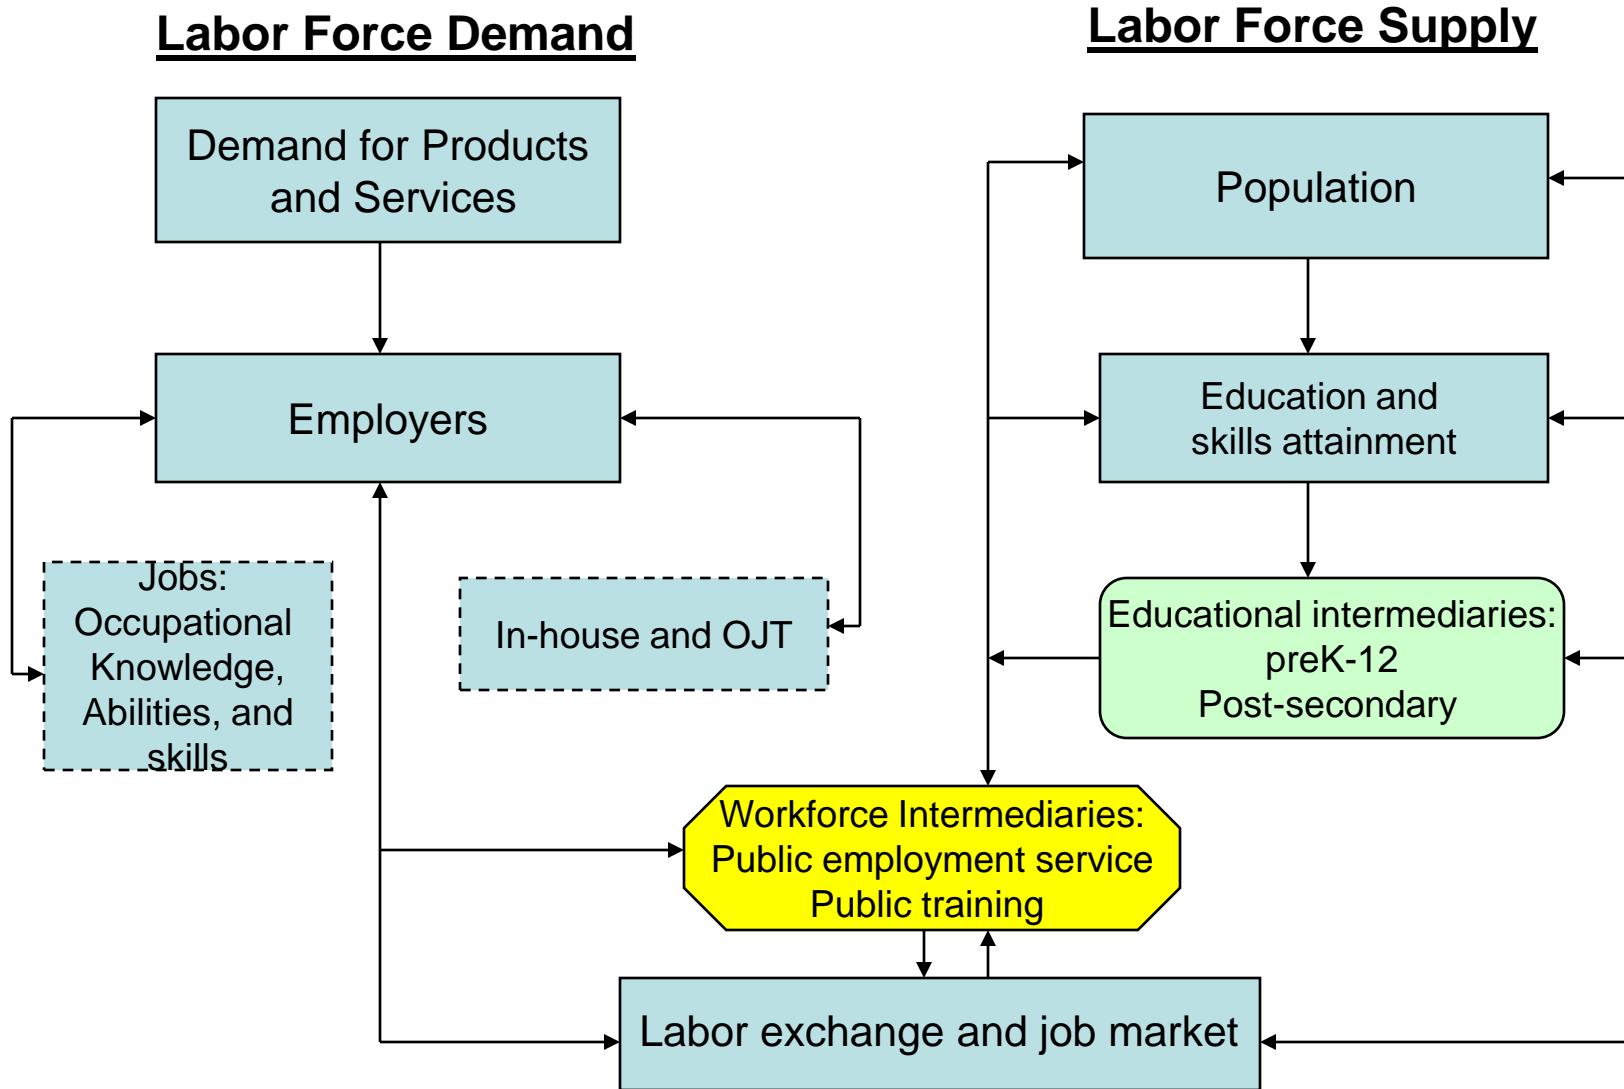 Labor Force Demand
Labor Force Supply
Demand for Products
and Services
Population
Employers
Education and
skills attainment
Jobs:
Occupational
Knowledge,
Abilities, and
skills
In-house and OJT
Educational intermediaries:
preK-12
Post-secondary
Workforce Intermediaries:
Public employment service
Public training
Labor exchange and job market